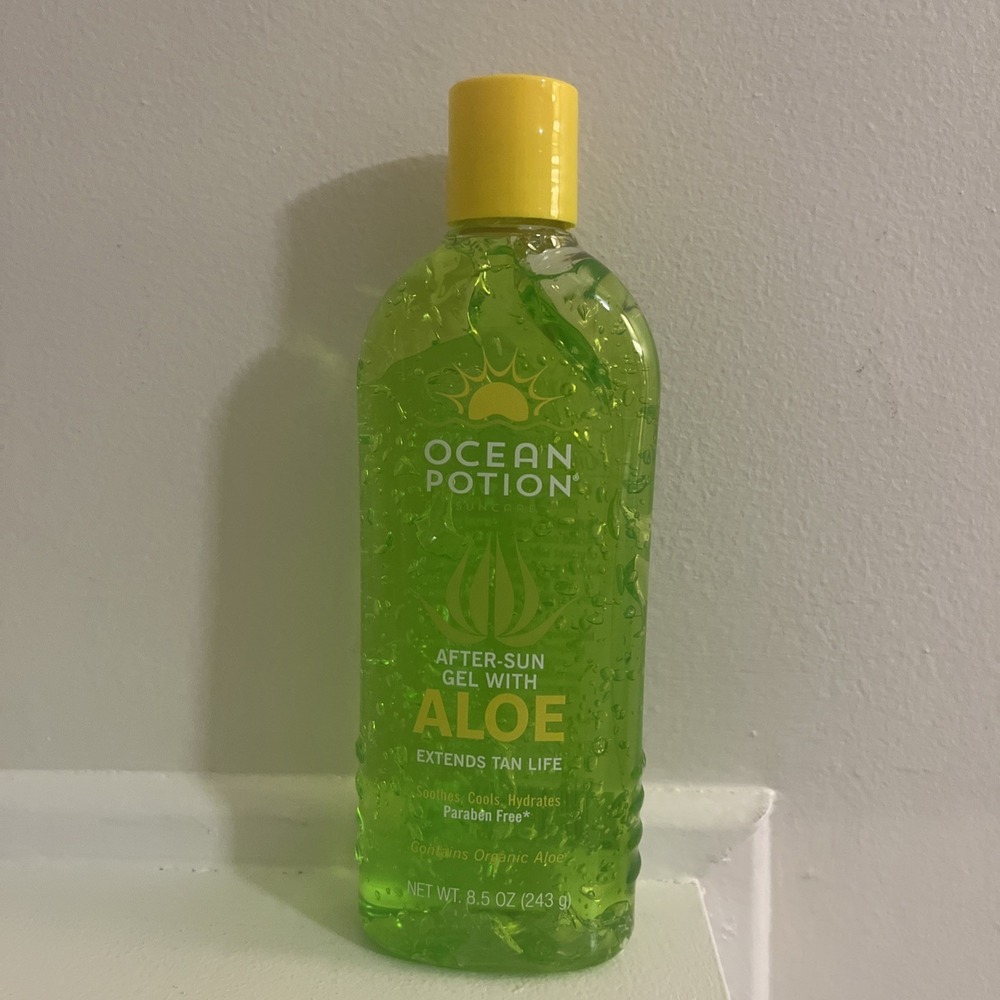 OCEAN
POTION®
SUNCARE
AFTER-SUN
GEL WITH
ALOE
EXTENDS TAN LIFE
Soothes, Cools, Hydrates
Paraben Free*
Contains Organic Aloe
NET WT. 8.5 OZ (243 g)